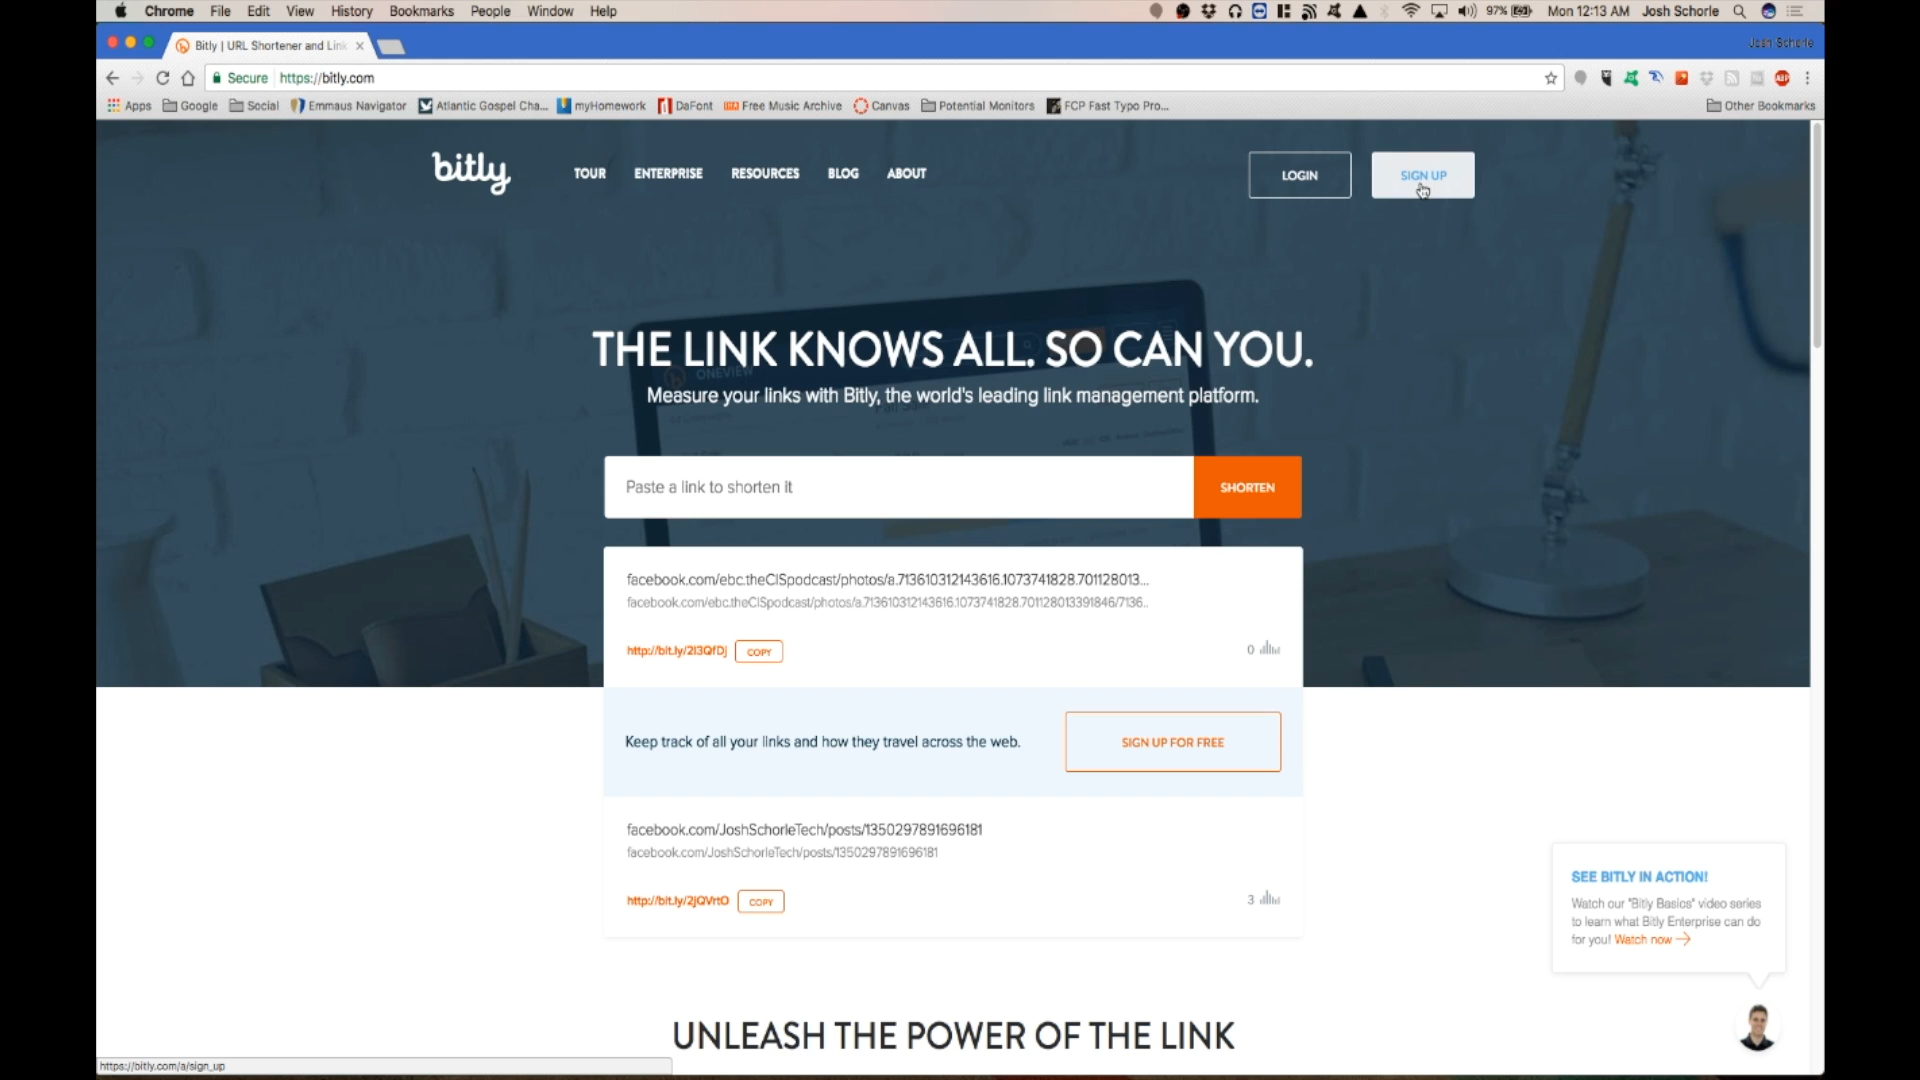 Chrome File Edit View History Bookmarks People Window Help 97% Mon 12:13 AM Josh Schorle
Bitly | URL Shortener and Link Josh Schorle
Secure https://bitly.com
Apps Google Social Emmaus Navigator Atlantic Gospel Cha... myHomework DaFont Free Music Archive Canvas Potential Monitors FCP Fast Typo Pro... Other Bookmarks
bitly TOUR ENTERPRISE RESOURCES BLOG ABOUT LOGIN SIGN UP
THE LINK KNOWS ALL. SO CAN YOU.
ONEVIEW
Measure your links with Bitly, the world's leading link management platform.
Paste a link to shorten it SHORTEN
facebook.com/ebc.theCISpodcast/photos/a.713610312143616.1073741828.701128013...
facebook.com/ebc.theCISpodcast/photos/a.713610312143616.1073741828.701128013391846/7136..
http://bit.ly/2l3QfDj COPY 0
Keep track of all your links and how they travel across the web. SIGN UP FOR FREE
facebook.com/JoshSchorleTech/posts/1350297891696181
facebook.com/JoshSchorleTech/posts/1350297891696181
http://bit.ly/2jQVrtO COPY 3
SEE BITLY IN ACTION!
Watch our "Bitly Basics" video series
to learn what Bitly Enterprise can do
for you! Watch now
UNLEASH THE POWER OF THE LINK
https://bitly.com/a/sign_up